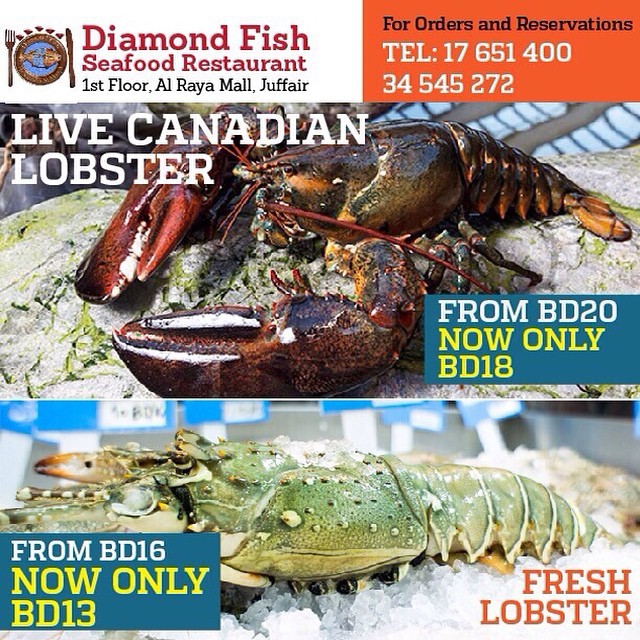 Diamond Fish
Seafood Restaurant
1st Floor, Al Raya Mall, Juffair
For Orders and Reservations
TEL: 17 651 400
34 545 272
LIVE CANADIAN
LOBSTER
FROM BD20
NOW ONLY
BD18
FROM BD16
NOW ONLY
BD13
FRESH
LOBSTER